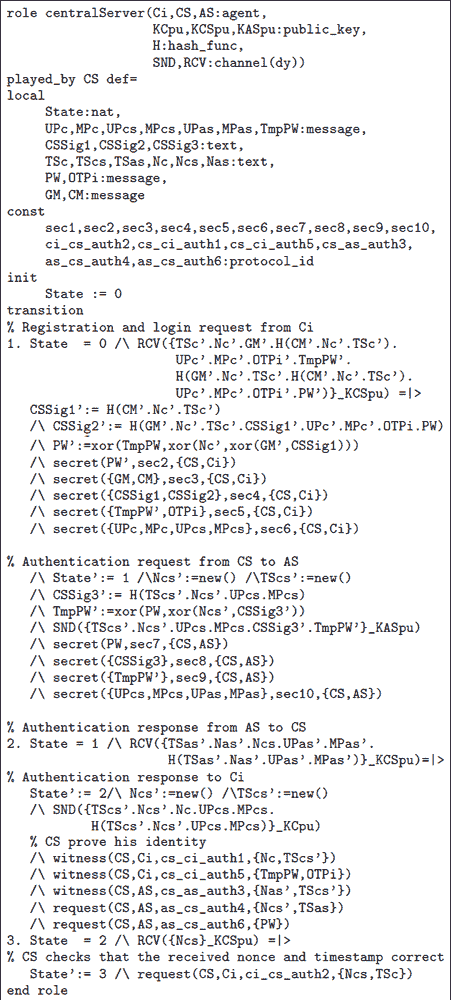 role centralServer(Ci,CS,AS:agent,
KCpu,KCSpu,KASpu:public_key,
H:hash_func,
SND,RCV:channel(dy))
played_by CS def=
local
State:nat,
UPc,MPc,UPcs,MPcs,UPas,MPas,TmpPW:message,
CSSig1,CSSig2,CSSig3:text,
TSc,TScs,TSas,Nc,Ncs,Nas:text,
PW,OTPi:message,
GM,CM:message
const
sec1,sec2,sec3,sec4,sec5,sec6,sec7,sec8,sec9,sec10,
ci_cs_auth2,cs_ci_auth1,cs_ci_auth5,cs_as_auth3,
as_cs_auth4,as_cs_auth6:protocol_id
init
State := 0
transition
% Registration and login request from Ci
1. State  = 0 /\ RCV({TSc'.Nc'.GM'.H(CM'.Nc'.TSc').
UPc'.MPc'.OTPi'.TmpPW'.
H(GM'.Nc'.TSc'.H(CM'.Nc'.TSc').
UPc'.MPc'.OTPi'.PW')}_KCSpu) =|>
CSSig1':= H(CM'.Nc'.TSc')
/\ CSSig2':= H(GM'.Nc'.TSc'.CSSig1'.UPc'.MPc'.OTPi.PW)
/\ PW':=xor(TmpPW,xor(Nc',xor(GM',CSSig1)))
/\ secret(PW',sec2,{CS,Ci})
/\ secret({GM,CM},sec3,{CS,Ci})
/\ secret({CSSig1,CSSig2},sec4,{CS,Ci})
/\ secret({TmpPW',OTPi},sec5,{CS,Ci})
/\ secret({UPc,MPc,UPcs,MPcs},sec6,{CS,Ci})
% Authentication request from CS to AS
/\ State':= 1 /\Ncs':=new() /\TScs':=new()
/\ CSSig3':= H(TScs'.Ncs'.UPcs.MPcs)
/\ TmpPW':=xor(PW,xor(Ncs',CSSig3'))
/\ SND({TScs'.Ncs'.UPcs.MPcs.CSSig3'.TmpPW'}_KASpu)
/\ secret(PW,sec7,{CS,AS})
/\ secret({CSSig3},sec8,{CS,AS})
/\ secret({TmpPW'},sec9,{CS,AS})
/\ secret({UPcs,MPcs,UPas,MPas},sec10,{CS,AS})
% Authentication response from AS to CS
2. State = 1 /\ RCV({TSas'.Nas'.Ncs.UPas'.MPas'.
H(TSas'.Nas'.UPas'.MPas')}_KCSpu)=|>
% Authentication response to Ci
State':= 2/\ Ncs':=new() /\TScs':=new()
/\ SND({TScs'.Ncs'.Nc.UPcs.MPcs.
H(TScs'.Ncs'.UPcs.MPcs)}_KCpu)
% CS prove his identity
/\ witness(CS,Ci,cs_ci_auth1,{Nc,TScs'})
/\ witness(CS,Ci,cs_ci_auth5,{TmpPW,OTPi})
/\ witness(CS,AS,cs_as_auth3,{Nas',TScs'})
/\ request(CS,AS,as_cs_auth4,{Ncs',TSas})
/\ request(CS,AS,as_cs_auth6,{PW})
3. State  = 2 /\ RCV({Ncs}_KCSpu) =|>
% CS checks that the received nonce and timestamp correct
State':= 3 /\ request(CS,Ci,ci_cs_auth2,{Ncs,TSc})
end role